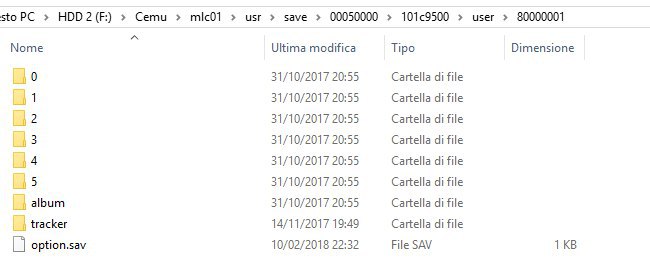 esto PC > HDD 2 (F:) > Cemu > mlc01 > usr > save > 00050000 > 101c9500 > user > 80000001
Nome Ultima modifica Tipo Dimensione
0 31/10/2017 20:55 Cartella di file
1 31/10/2017 20:55 Cartella di file
2 31/10/2017 20:55 Cartella di file
3 31/10/2017 20:55 Cartella di file
4 31/10/2017 20:55 Cartella di file
5 31/10/2017 20:55 Cartella di file
album 31/10/2017 20:55 Cartella di file
tracker 14/11/2017 19:49 Cartella di file
option.sav 10/02/2018 22:32 File SAV 1 KB